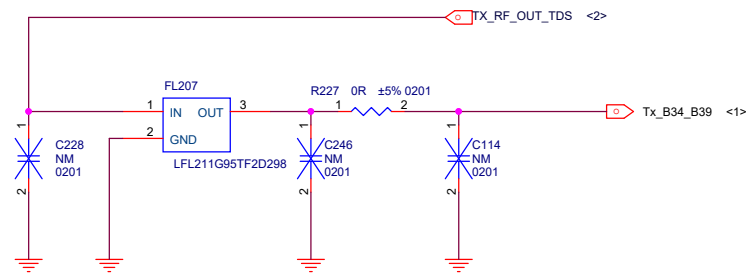 TX_RF_OUT_TDS <2>
FL207
R227 0R ±5% 0201
1 IN OUT 3
1 2
Tx_B34_B39 <1>
2 GND
1
1
1
C228
NM
0201
LFL211G95TF2D298
C246
NM
0201
C114
NM
0201
2
2
2